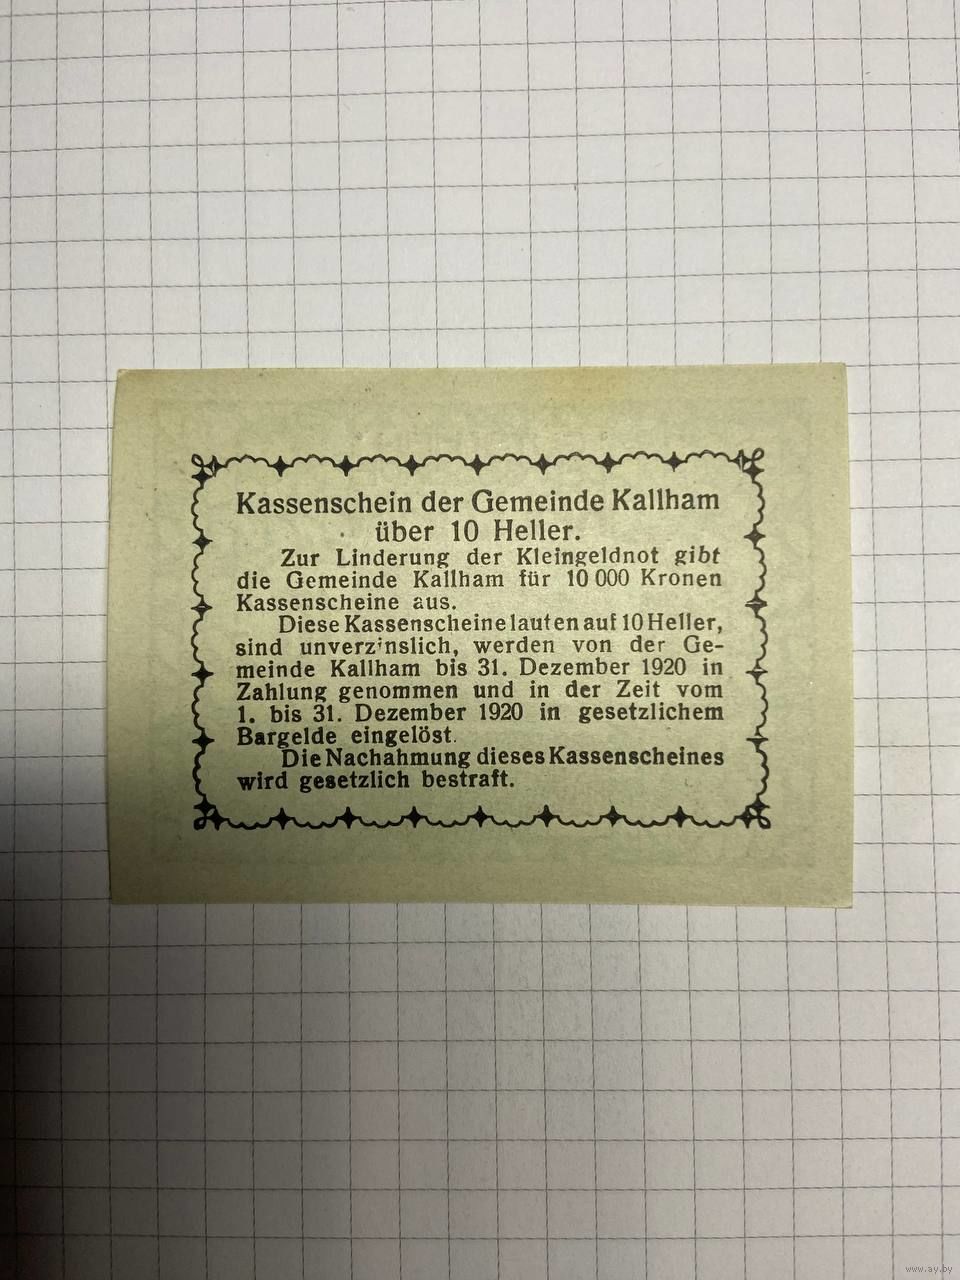 Kassenschein der Gemeinde Kallham
über 10 Heller.
Zur Linderung der Kleingeldnot gibt
die Gemeinde Kallham für 10 000 Kronen
Kassenscheine aus.
Diese Kassenscheine lauten auf 10 Heller,
sind unverzinslich, werden von der Ge-
meinde Kallham bis 31. Dezember 1920 in
Zahlung genommen und in der Zeit vom
1. bis 31. Dezember 1920 in gesetzlichem
Bargelde eingelöst.
Die Nachahmung dieses Kassenscheines
wird gesetzlich bestraft.
www.ay.by